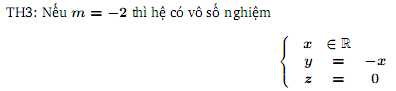 TH3: Nếu m = −2 thì hệ có vô số nghiệm
x ∈ ℝ
y = −x
z = 0